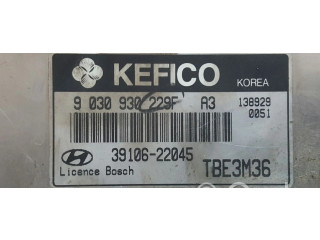 KEFICO
KOREA
9 030 930 229F A3 138929
0051
39106-22045
Licence Bosch TBE3M36